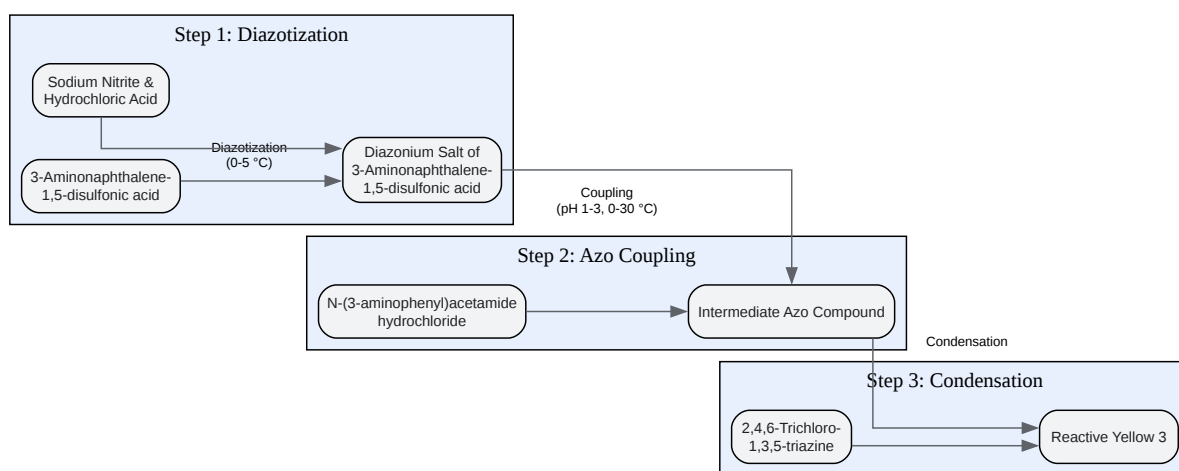 Step 1: Diazotization
Sodium Nitrite &
Hydrochloric Acid
Diazotization
(0-5 °C)
3-Aminonaphthalene-
1,5-disulfonic acid
Diazonium Salt of
3-Aminonaphthalene-
1,5-disulfonic acid
Coupling
(pH 1-3, 0-30 °C)
Step 2: Azo Coupling
N-(3-aminophenyl)acetamide
hydrochloride
Intermediate Azo Compound
Condensation
Step 3: Condensation
2,4,6-Trichloro-
1,3,5-triazine
Reactive Yellow 3